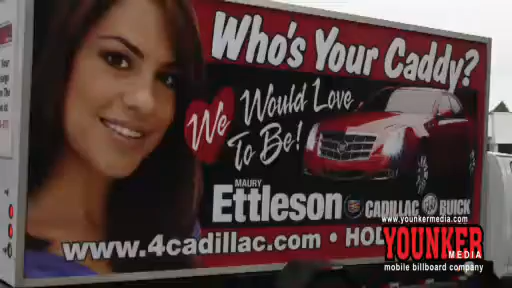 Who's Your Caddy?
We Would Love
To Be!
MAURY
Ettleson CADILLAC BUICK
www.4cadillac.com • HOD
www.younkermedia.com
YOUNKER
MEDIA
mobile billboard company